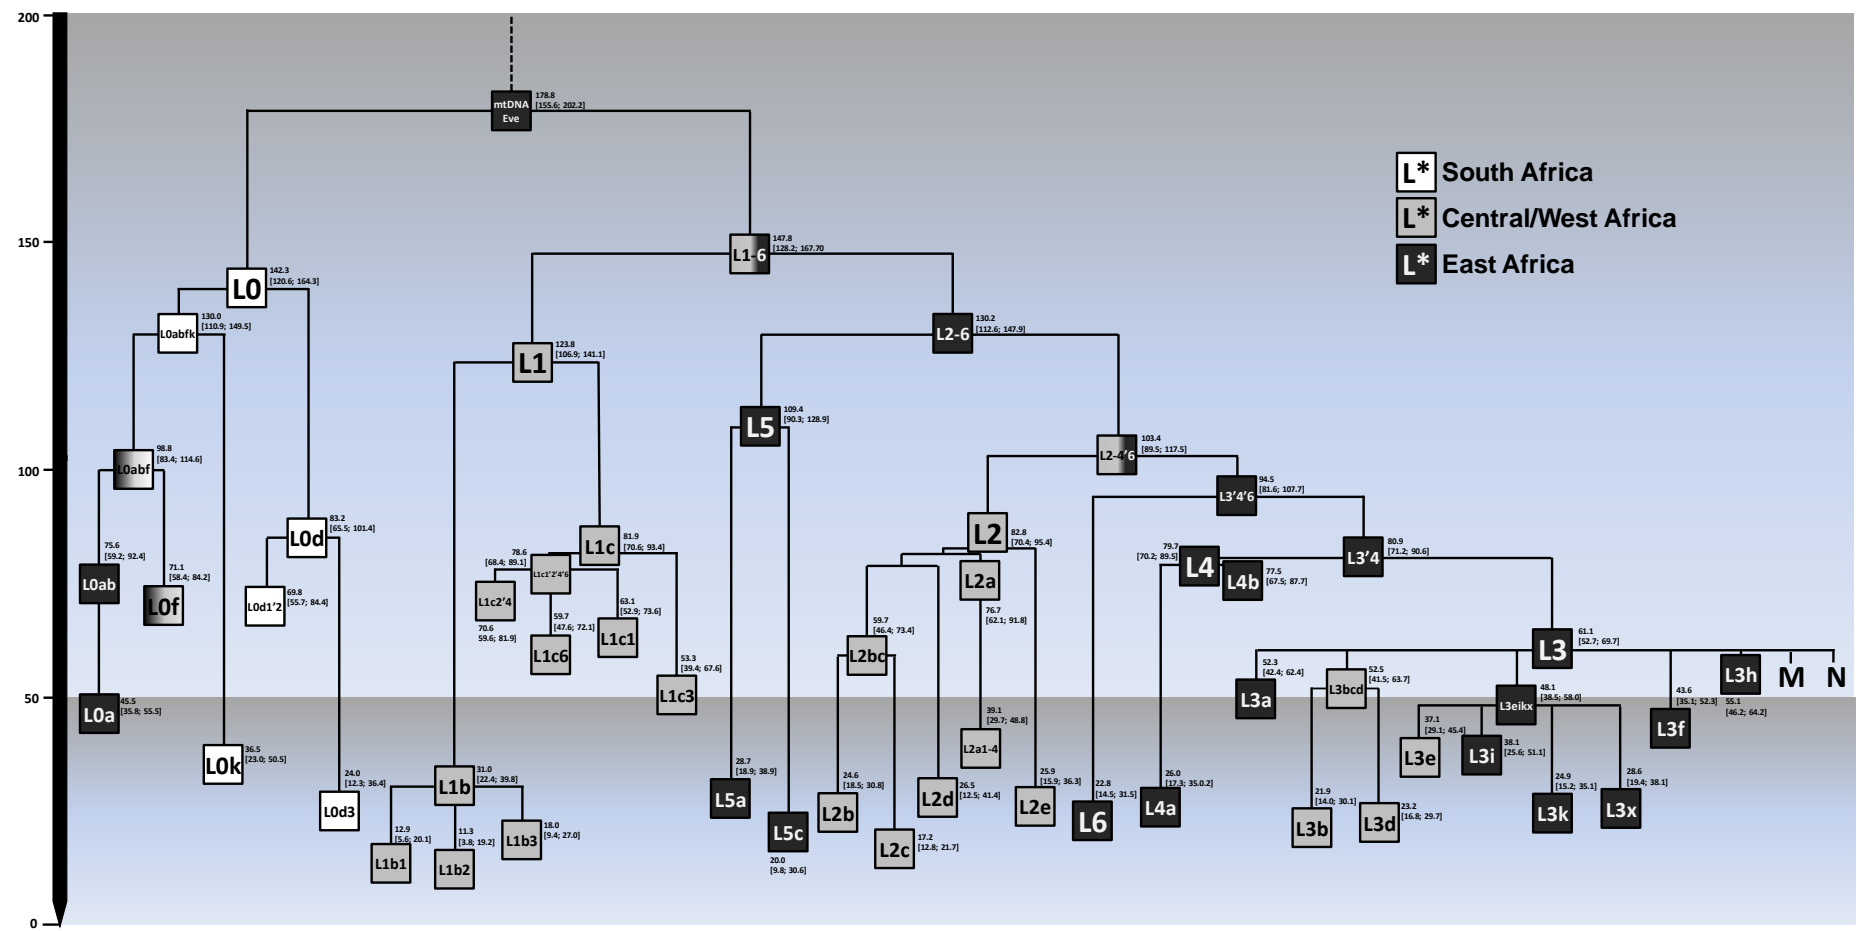 200
150
100
50
0
mtDNA
Eve
178.8
[155.6; 202.2]
L* South Africa
L* Central/West Africa
L* East Africa
L1-6
147.8
[128.2; 167.70
L0
142.3
[120.6; 164.3]
L0abfk
130.0
[110.9; 149.5]
L2-6
130.2
[112.6; 147.9]
L1
123.8
[106.9; 141.1]
L5
109.4
[90.3; 128.9]
L2-4’6
103.4
[89.5; 117.5]
L0abf
98.8
[83.4; 114.6]
L3’4’6
94.5
[81.6; 107.7]
L0d
83.2
[65.5; 101.4]
L1c
81.9
[70.6; 93.4]
L2
82.8
[70.4; 95.4]
L3’4
80.9
[71.2; 90.6]
L4
79.7
[70.2; 89.5]
L4b
77.5
[67.5; 87.7]
75.6
[59.2; 92.4]
L0ab
71.1
[58.4; 84.2]
L0f
L0d1’2
69.8
[55.7; 84.4]
78.6
[68.4; 89.1]
L1c1’2’4’6
L1c2’4
70.6
59.6; 81.9]
59.7
[47.6; 72.1]
L1c6
63.1
[52.9; 73.6]
L1c1
53.3
[39.4; 67.6]
L1c3
L2a
76.7
[62.1; 91.8]
59.7
[46.4; 73.4]
L2bc
L3
61.1
[52.7; 69.7]
52.3
[42.4; 62.4]
L3a
L3bcd
52.5
[41.5; 63.7]
L3eikx
48.1
[38.5; 58.0]
43.6
[35.1; 52.3]
L3f
L3h
55.1
[46.2; 64.2]
M
N
L0a
45.5
[35.8; 55.5]
L0k
36.5
[23.0; 50.5]
24.0
[12.3; 36.4]
L0d3
L1b
31.0
[22.4; 39.8]
12.9
[5.6; 20.1]
L1b1
11.3
[3.8; 19.2]
L1b2
L1b3
18.0
[9.4; 27.0]
28.7
[18.9; 38.9]
L5a
L5c
20.0
[9.8; 30.6]
24.6
[18.5; 30.8]
L2b
L2c
17.2
[12.8; 21.7]
L2d
26.5
[12.5; 41.4]
39.1
[29.7; 48.8]
L2a1-4
25.9
[15.9; 36.3]
L2e
22.8
[14.5; 31.5]
L6
26.0
[17.3; 35.0.2]
L4a
21.9
[14.0; 30.1]
L3b
23.2
[16.8; 29.7]
L3d
37.1
[29.1; 45.4]
L3e
L3i
38.1
[25.6; 51.1]
24.9
[15.2; 35.1]
L3k
28.6
[19.4; 38.1]
L3x